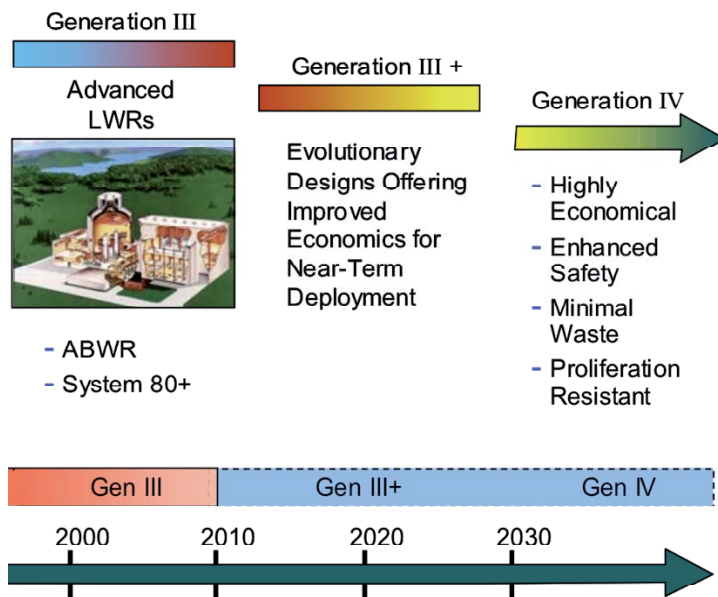 Generation III
Advanced
LWRs
- ABWR
- System 80+
Generation III +
Evolutionary
Designs Offering
Improved
Economics for
Near-Term
Deployment
Generation IV
- Highly
Economical
- Enhanced
Safety
- Minimal
Waste
- Proliferation
Resistant
Gen III
Gen III+
Gen IV
2000
2010
2020
2030